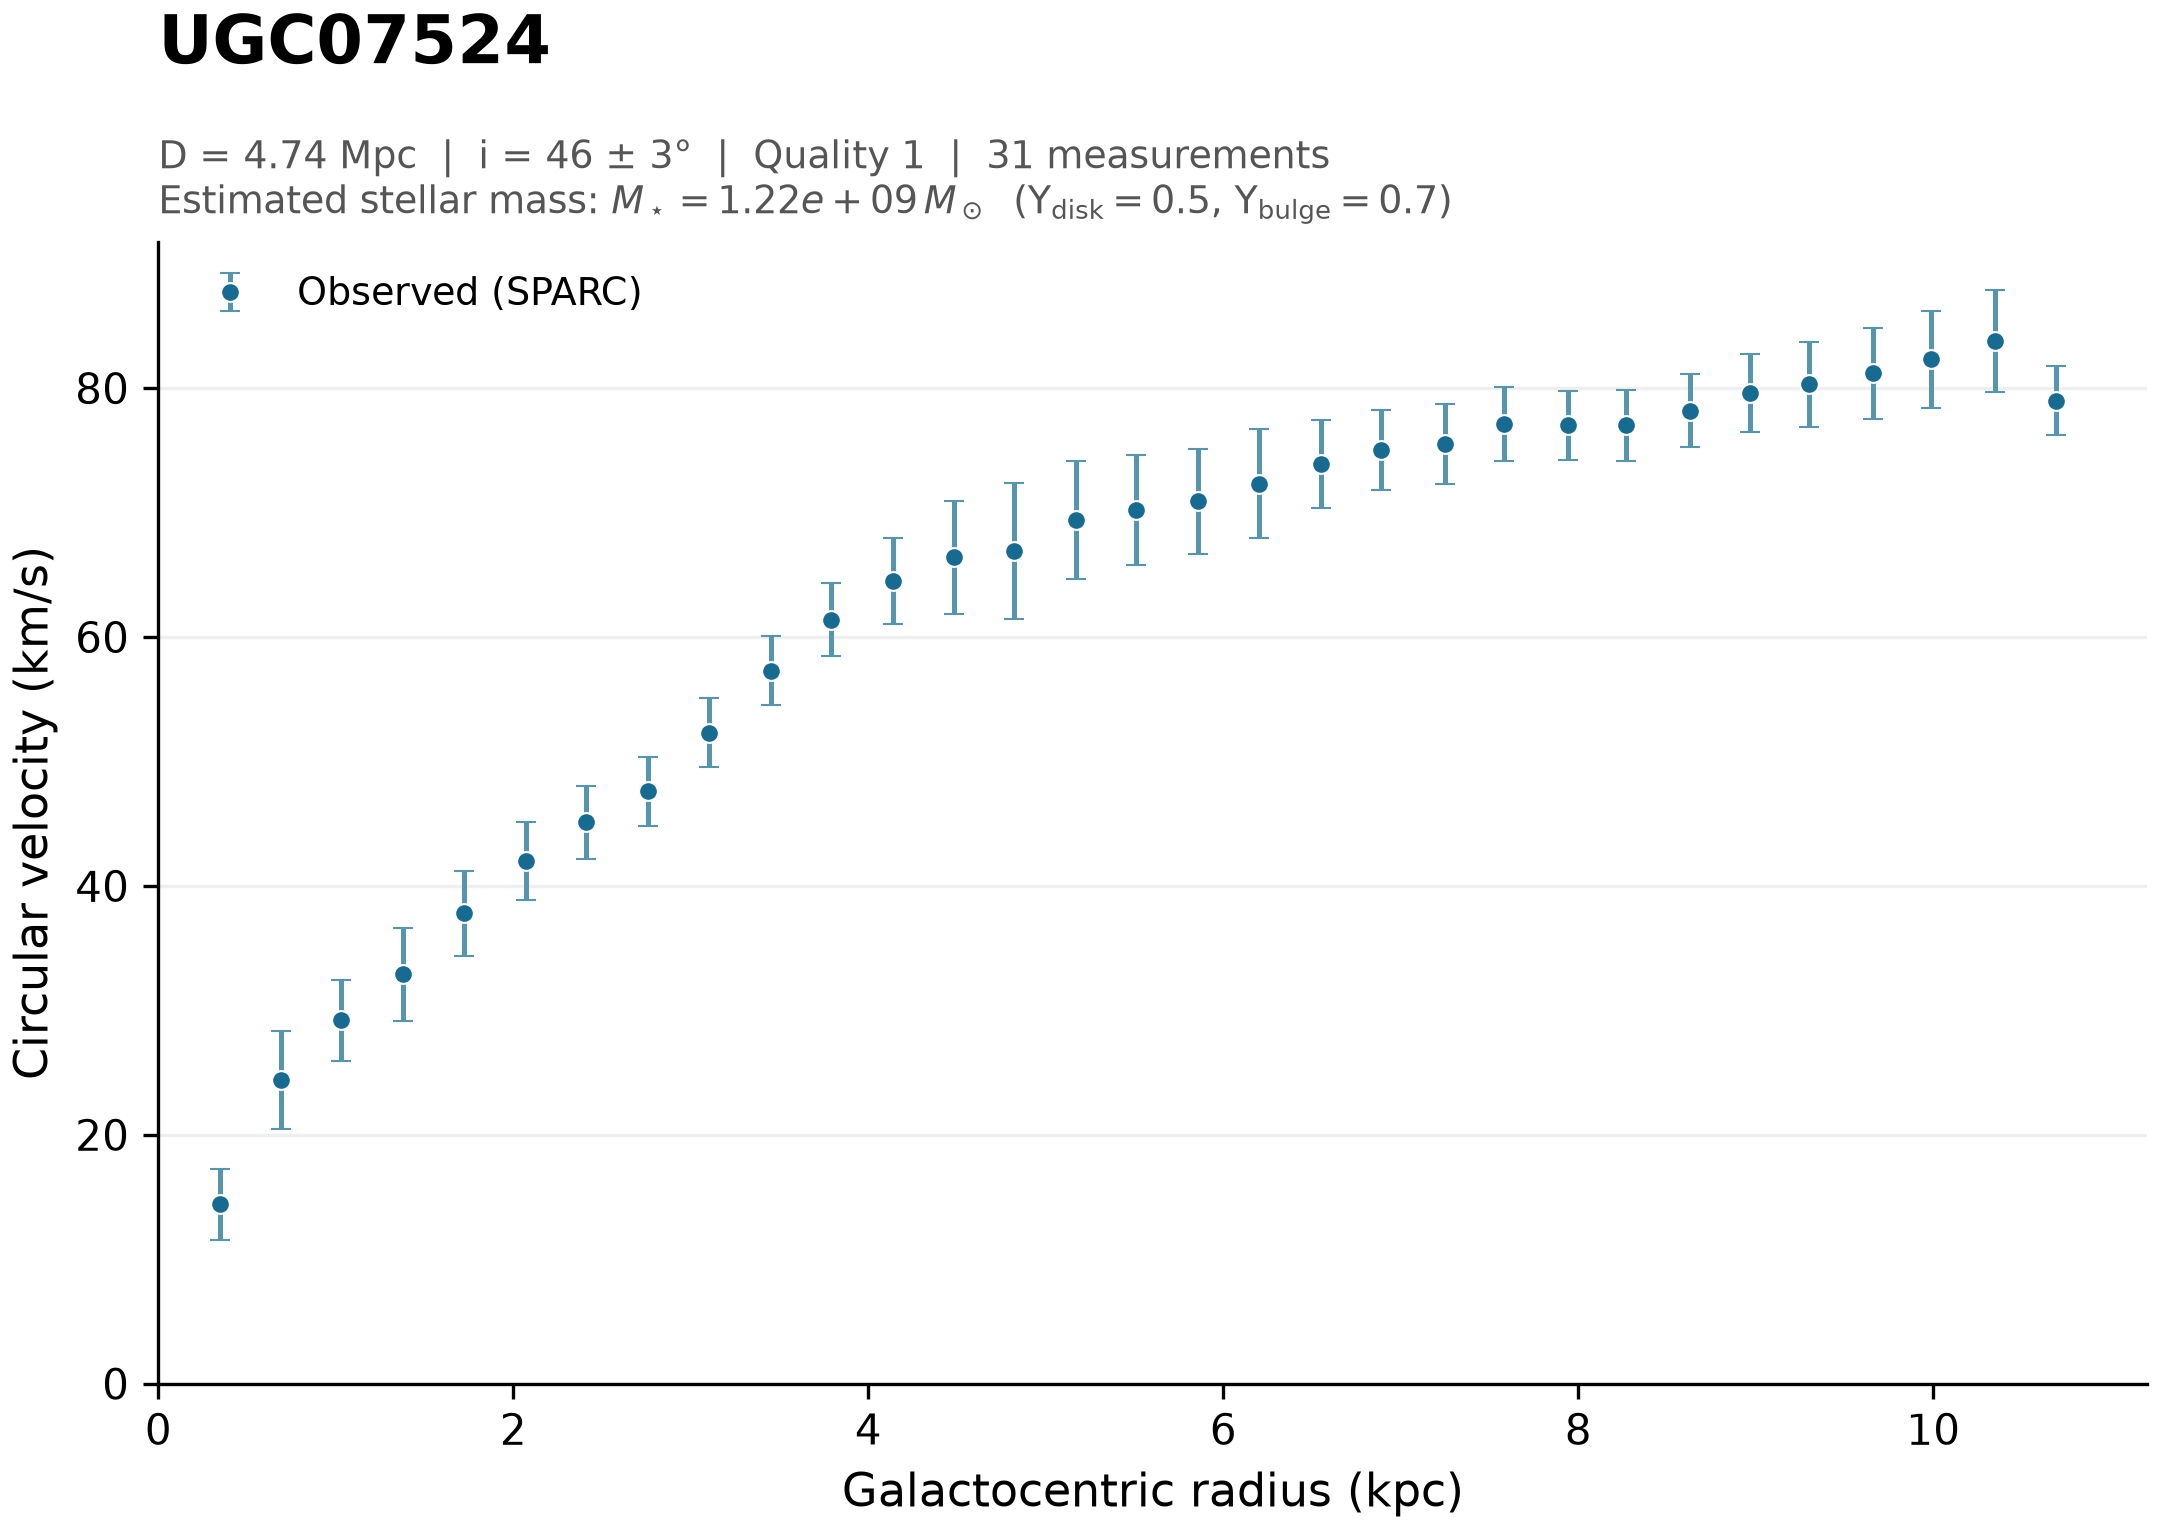 UGC07524
D = 4.74 Mpc | i = 46 ± 3° | Quality 1 | 31 measurements
Estimated stellar mass: M⋆ = 1.22e + 09 M⊙ (Υdisk = 0.5, Υbulge = 0.7)
Observed (SPARC)
80
60
40
20
0
Circular velocity (km/s)
0 2 4 6 8 10
Galactocentric radius (kpc)